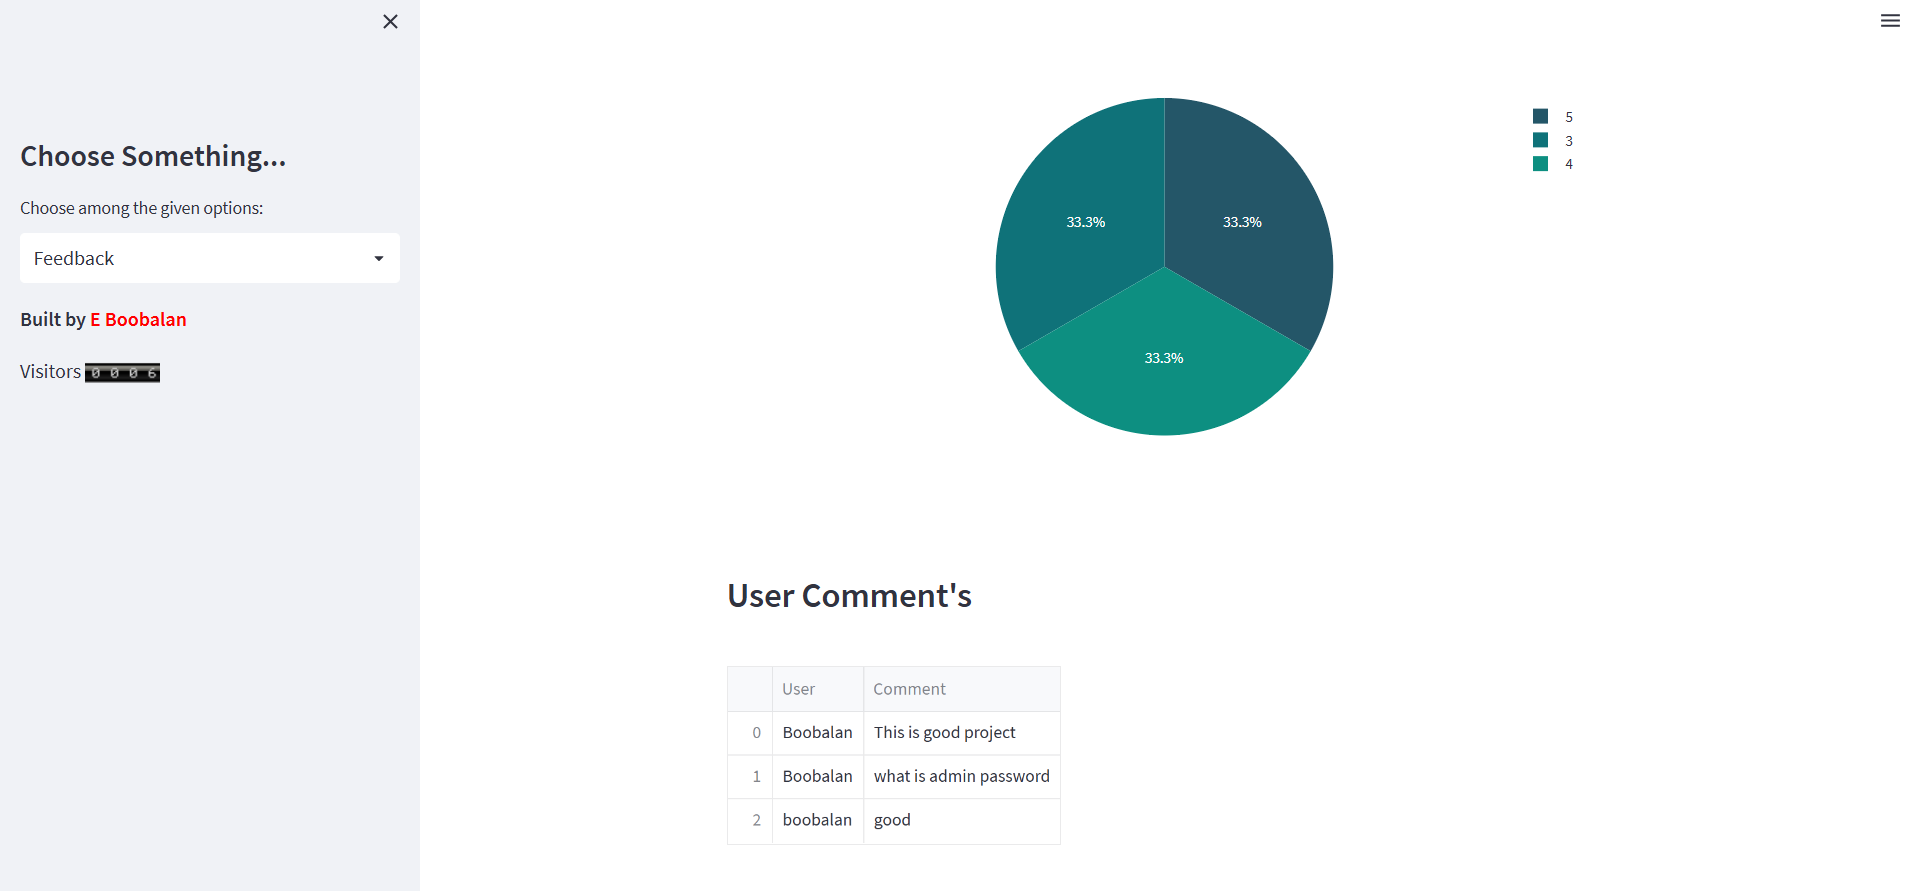 Choose Something...
Choose among the given options:
Feedback
Built by E Boobalan
Visitors 0006
33.3%
33.3%
33.3%
5
3
4
User Comment's
User Comment
0 Boobalan This is good project
1 Boobalan what is admin password
2 boobalan good